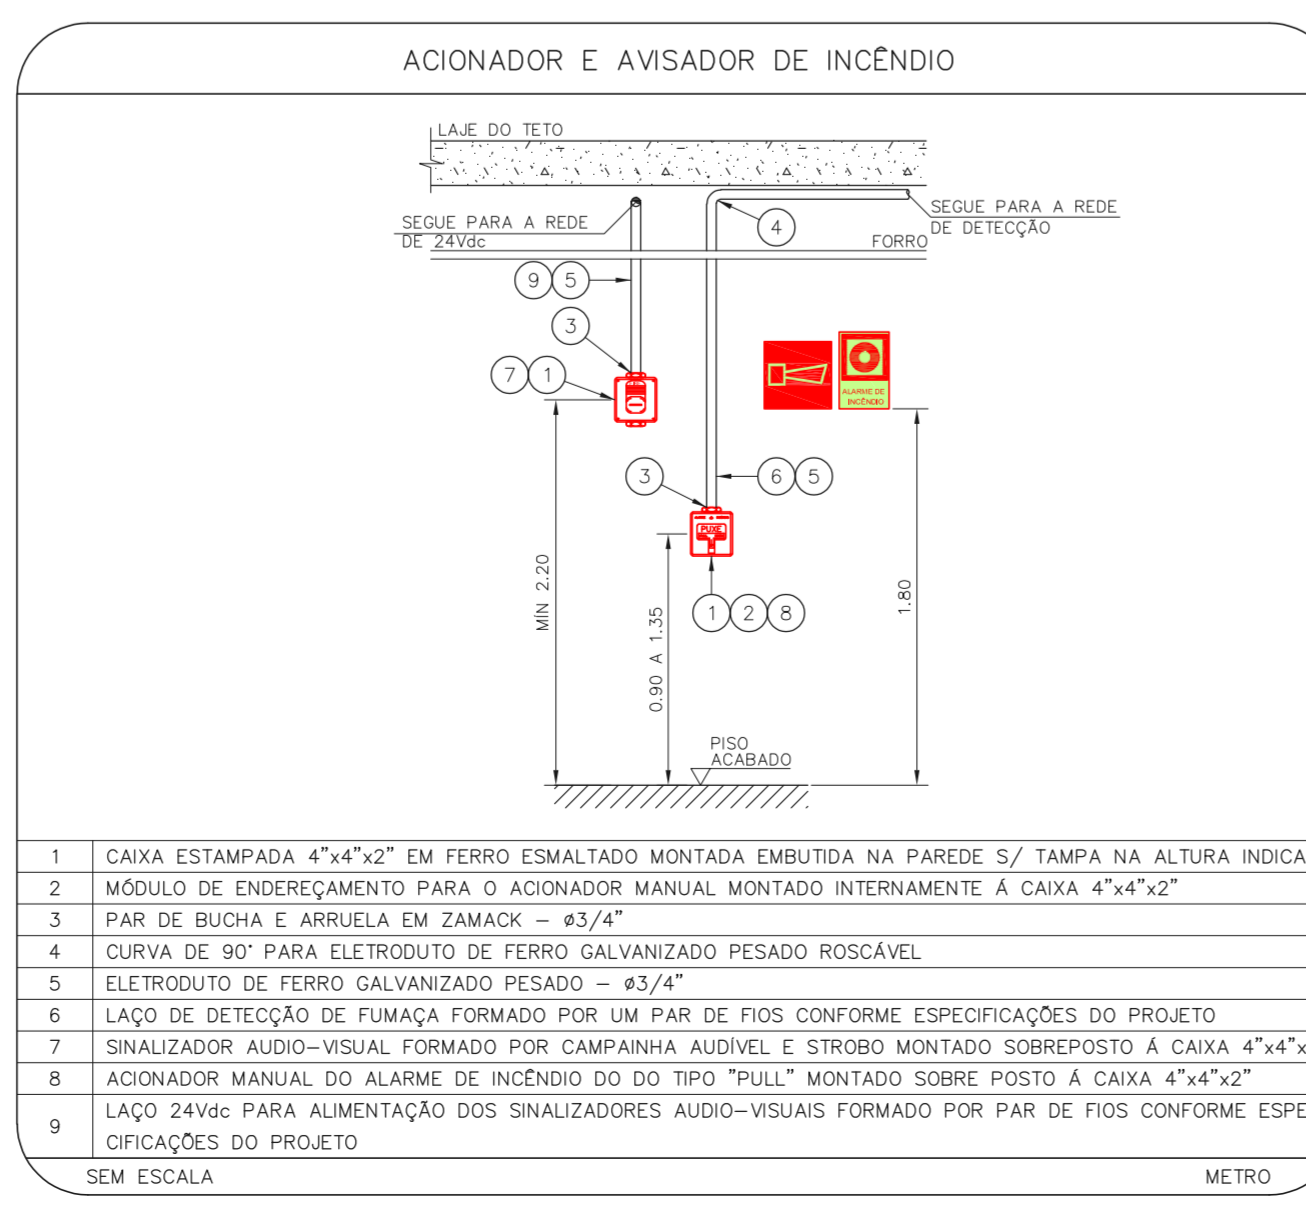 ACIONADOR E AVISADOR DE INCÊNDIO
LAJE DO TETO
SEGUE PARA A REDE
DE 24Vdc
SEGUE PARA A REDE
DE DETECÇÃO
4
FORRO
9 5
3
7 1
ALARME DE
INCÊNDIO
3
6 5
PUXE
1 2 8
MÍN 2.20
0.90 A 1.35
1.80
PISO
ACABADO
1 CAIXA ESTAMPADA 4"x4"x2" EM FERRO ESMALTADO MONTADA EMBUTIDA NA PAREDE S/ TAMPA NA ALTURA INDICA
2 MÓDULO DE ENDEREÇAMENTO PARA O ACIONADOR MANUAL MONTADO INTERNAMENTE Á CAIXA 4"x4"x2"
3 PAR DE BUCHA E ARRUELA EM ZAMACK – ø3/4"
4 CURVA DE 90° PARA ELETRODUTO DE FERRO GALVANIZADO PESADO ROSCÁVEL
5 ELETRODUTO DE FERRO GALVANIZADO PESADO – ø3/4"
6 LAÇO DE DETECÇÃO DE FUMAÇA FORMADO POR UM PAR DE FIOS CONFORME ESPECIFICAÇÕES DO PROJETO
7 SINALIZADOR AUDIO–VISUAL FORMADO POR CAMPAINHA AUDÍVEL E STROBO MONTADO SOBREPOSTO Á CAIXA 4"x4"x
8 ACIONADOR MANUAL DO ALARME DE INCÊNDIO DO DO TIPO "PULL" MONTADO SOBRE POSTO Á CAIXA 4"x4"x2"
9 LAÇO 24Vdc PARA ALIMENTAÇÃO DOS SINALIZADORES AUDIO–VISUAIS FORMADO POR PAR DE FIOS CONFORME ESPE
CIFICAÇÕES DO PROJETO
SEM ESCALA
METRO